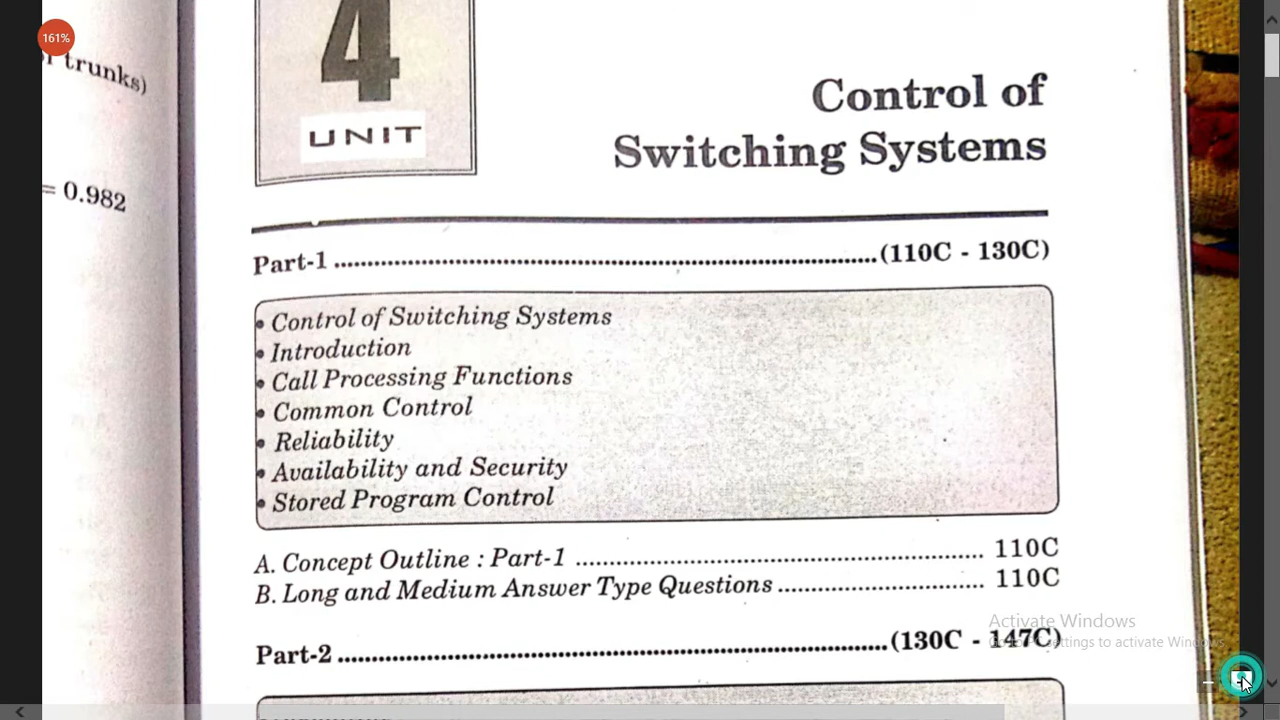 161%
trunks)
= 0.982
4
UNIT
Control of
Switching Systems
Part-1 ........................................................................ (110C - 130C)
• Control of Switching Systems
• Introduction
• Call Processing Functions
• Common Control
• Reliability
• Availability and Security
• Stored Program Control
A. Concept Outline : Part-1 ........................................................ 110C
B. Long and Medium Answer Type Questions ............................ 110C
Activate Windows
Part-2 ........................................................................ (130C - 147C)